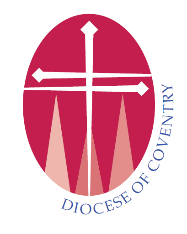 DIOCESE OF COVENTRY